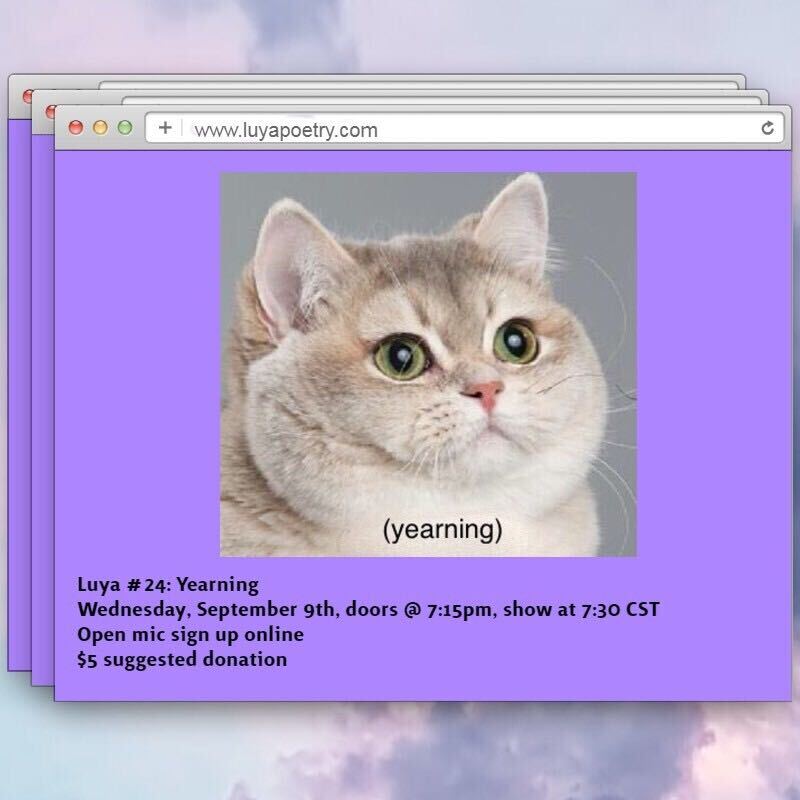 www.luyapoetry.com
(yearning)
Luya #24: Yearning
Wednesday, September 9th, doors @ 7:15pm, show at 7:30 CST
Open mic sign up online
$5 suggested donation